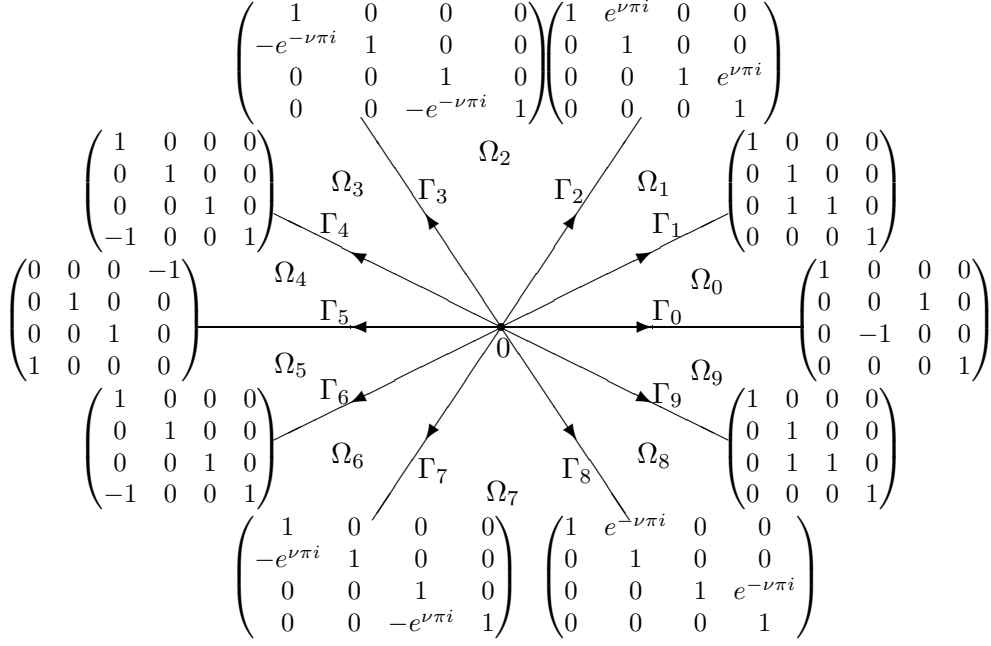 1 0 0 0
-e^{-νπi} 1 0 0
0 0 1 0
0 0 -e^{-νπi} 1
1 e^{νπi} 0 0
0 1 0 0
0 0 1 e^{νπi}
0 0 0 1
1 0 0 0
0 1 0 0
0 0 1 0
-1 0 0 1
Ω₃
Γ₃
Ω₂
Γ₂
Ω₁
1 0 0 0
0 1 0 0
0 1 1 0
0 0 0 1
Γ₄
Γ₁
0 0 0 -1
0 1 0 0
0 0 1 0
1 0 0 0
Ω₄
Γ₅
Ω₀
Γ₀
1 0 0 0
0 0 1 0
0 -1 0 0
0 0 0 1
0
Ω₅
Γ₆
Ω₉
Γ₉
1 0 0 0
0 1 0 0
0 0 1 0
-1 0 0 1
Ω₆
Γ₇
Ω₇
Γ₈
Ω₈
1 0 0 0
0 1 0 0
0 1 1 0
0 0 0 1
1 0 0 0
-e^{νπi} 1 0 0
0 0 1 0
0 0 -e^{νπi} 1
1 e^{-νπi} 0 0
0 1 0 0
0 0 1 e^{-νπi}
0 0 0 1